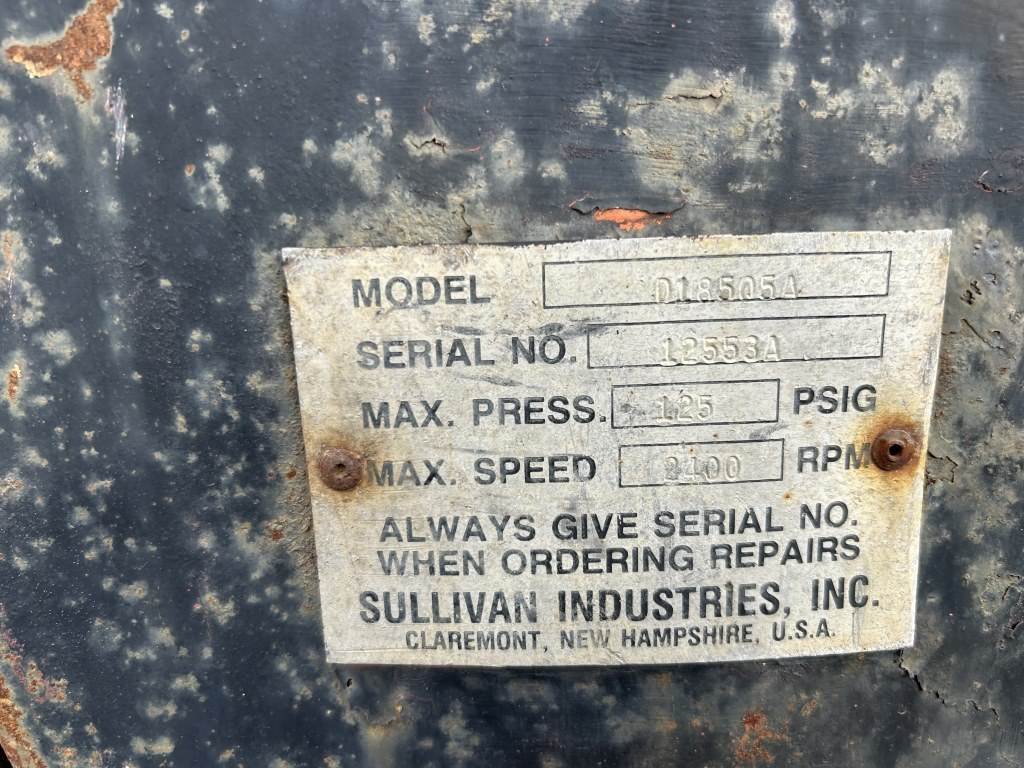 MODEL D18505A
SERIAL NO. 12553A
MAX. PRESS. 125 PSIG
MAX. SPEED 2400 RPM
ALWAYS GIVE SERIAL NO.
WHEN ORDERING REPAIRS
SULLIVAN INDUSTRIES, INC.
CLAREMONT, NEW HAMPSHIRE, U.S.A.